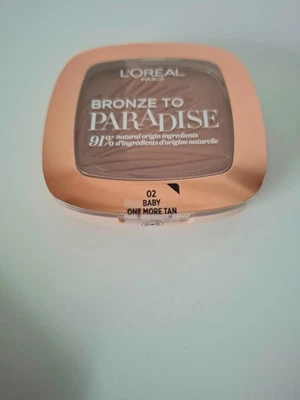 L'ORÉAL
PARIS
BRONZE TO
PARADISE
91% natural origin ingredients
d'ingrédients d'origine naturelle
02
BABY
ONE MORE TAN